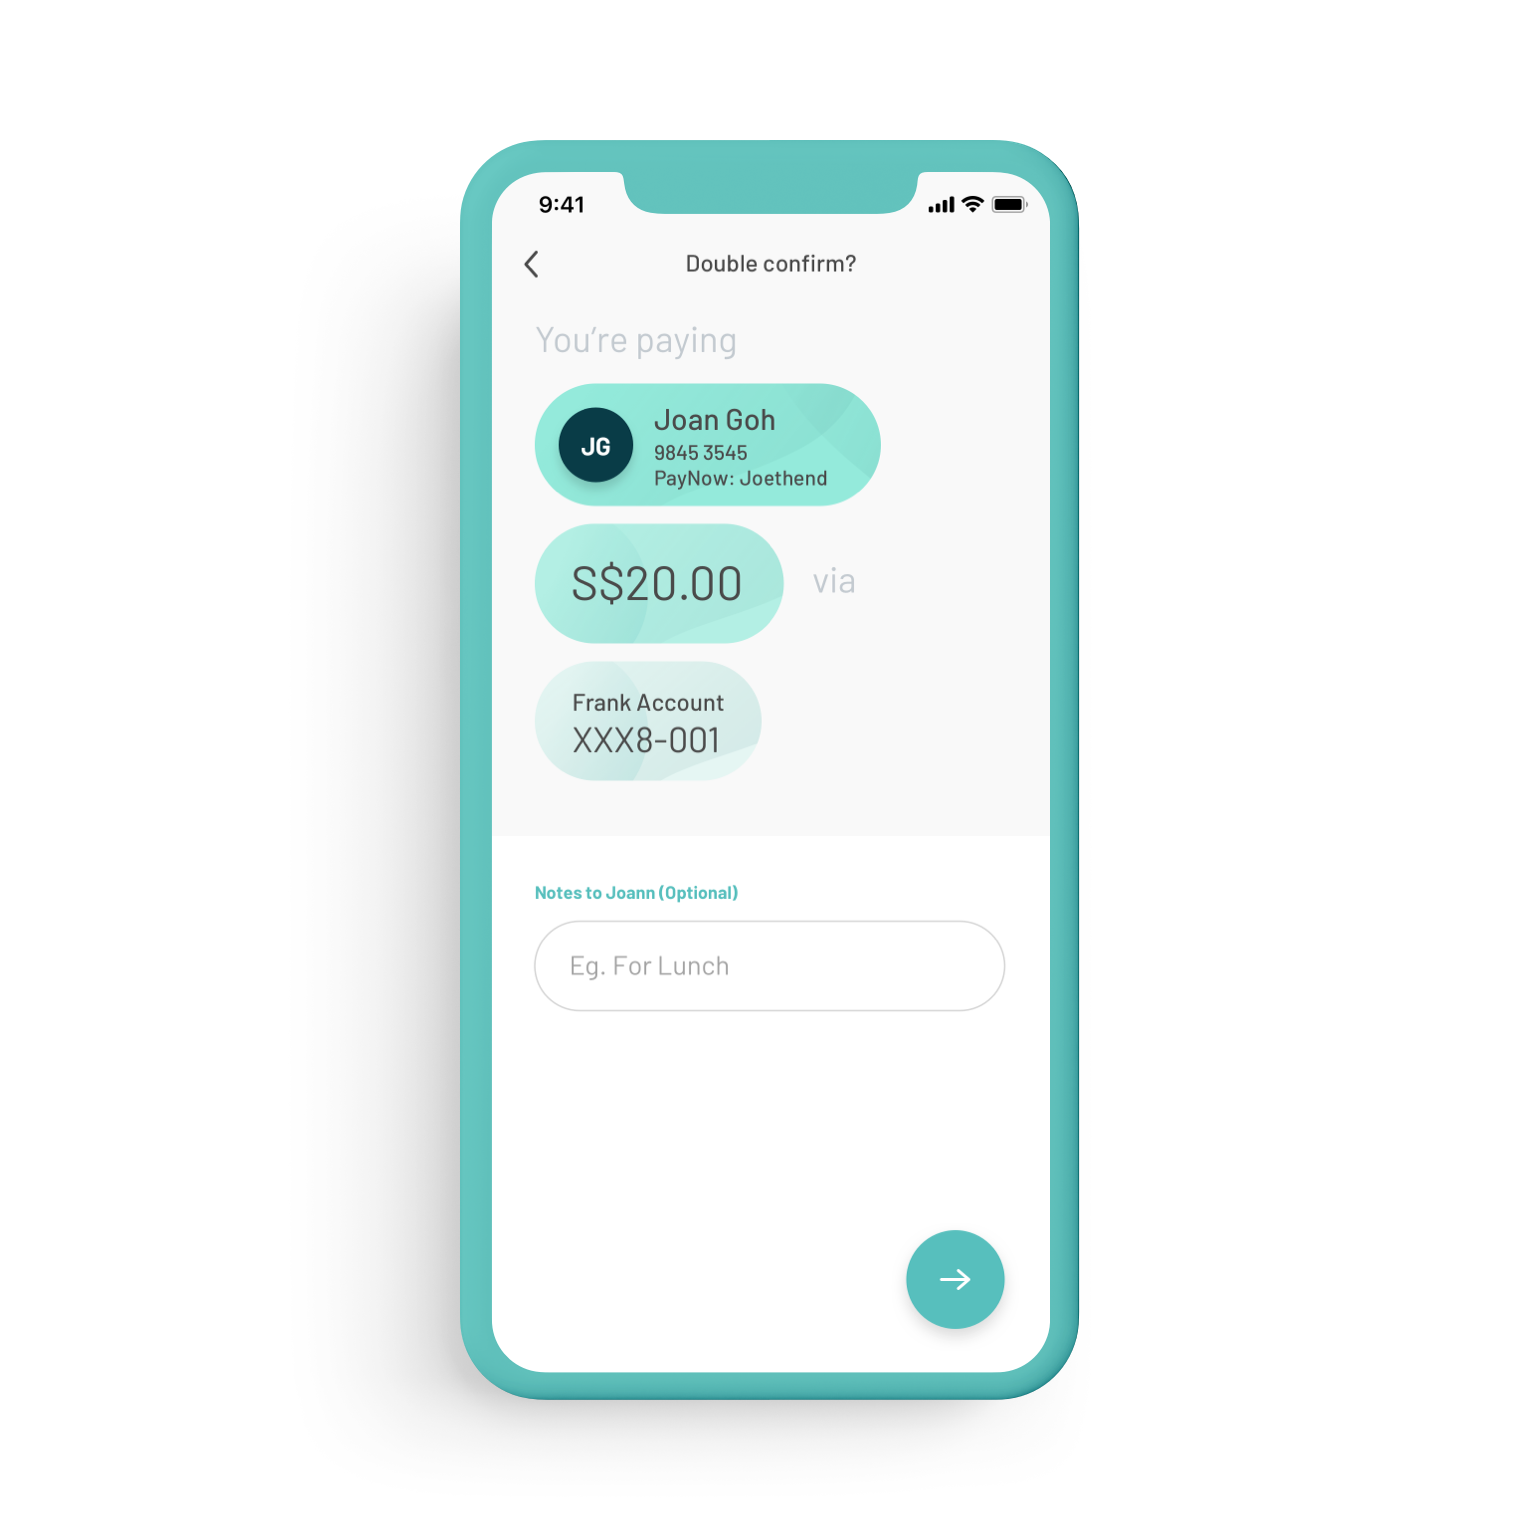 9:41
Double confirm?
You’re paying
JG
Joan Goh
9845 3545
PayNow: Joethend
S$20.00
via
Frank Account
XXX8-001
Notes to Joann (Optional)
Eg. For Lunch